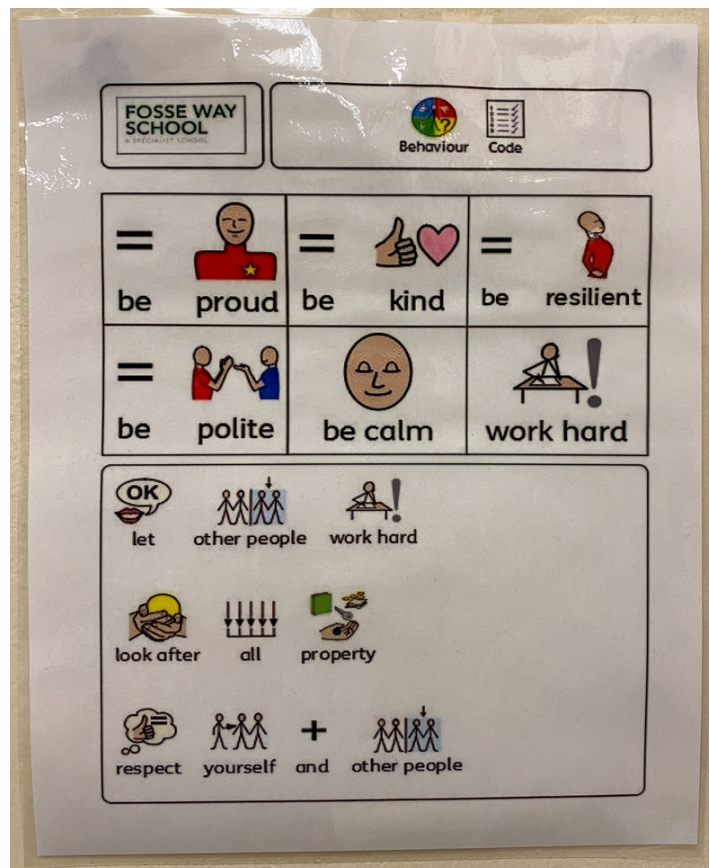 FOSSE WAY
SCHOOL
A SPECIALIST SCHOOL
Behaviour Code
be proud be kind be resilient
be polite be calm work hard
OK
let other people work hard
look after all property
respect yourself and other people